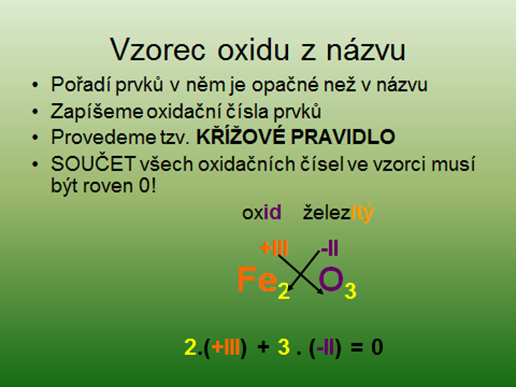 Vzorec oxidu z názvu
• Pořadí prvků v něm je opačné než v názvu
• Zapíšeme oxidační čísla prvků
• Provedeme tzv. KŘÍŽOVÉ PRAVIDLO
• SOUČET všech oxidačních čísel ve vzorci musí
být roven 0!
oxid železitý
+III -II
Fe2 O3
2.(+III) + 3 . (-II) = 0